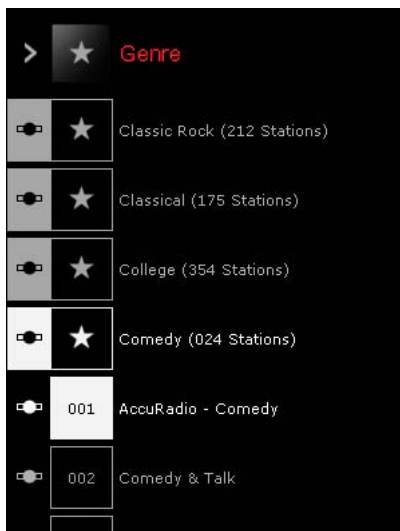 Genre
Classic Rock (212 Stations)
Classical (175 Stations)
College (354 Stations)
Comedy (024 Stations)
001 AccuRadio - Comedy
002 Comedy & Talk